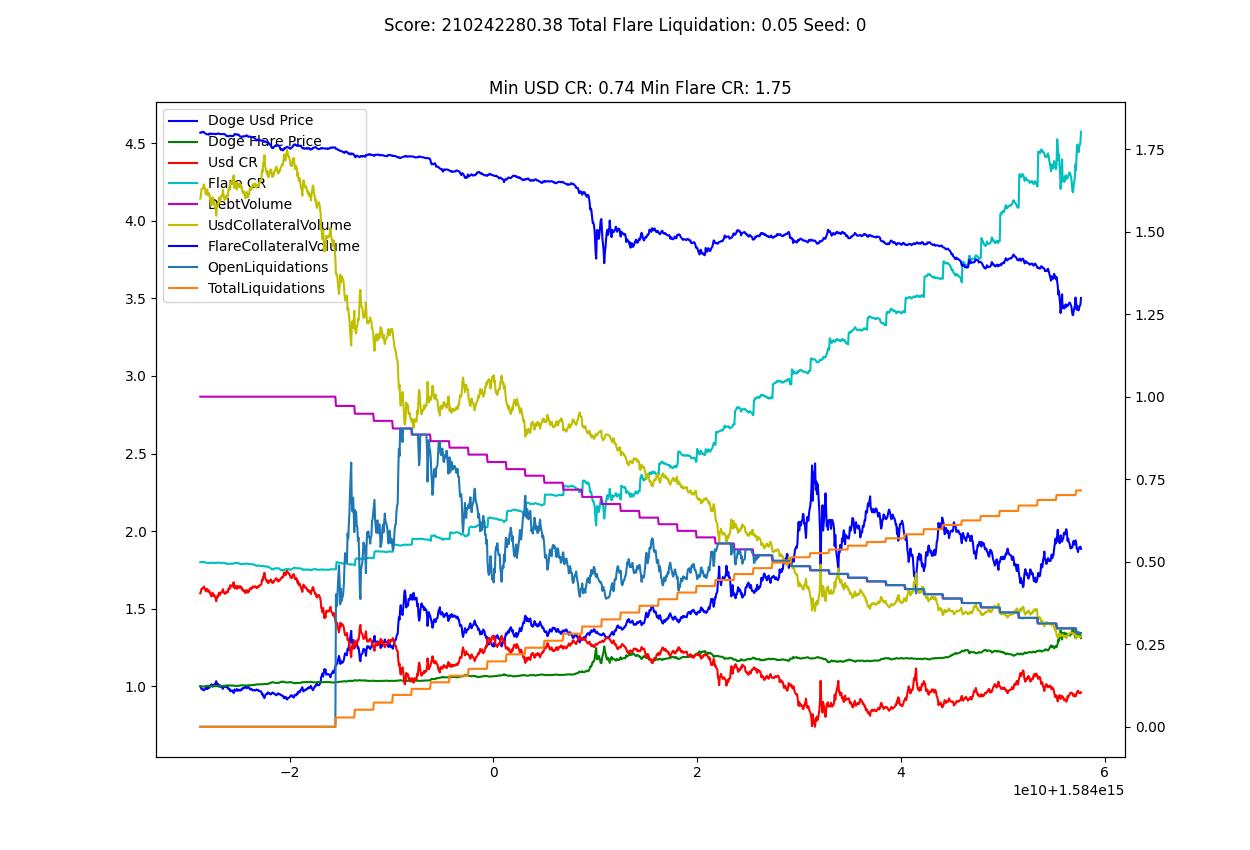 Score: 210242280.38 Total Flare Liquidation: 0.05 Seed: 0
Min USD CR: 0.74 Min Flare CR: 1.75
Doge Usd Price
Doge Flare Price
Usd CR
Flare CR
DebtVolume
UsdCollateralVolume
FlareCollateralVolume
OpenLiquidations
TotalLiquidations
4.5
4.0
3.5
3.0
2.5
2.0
1.5
1.0
1.75
1.50
1.25
1.00
0.75
0.50
0.25
0.00
−2 0 2 4 6
1e10+1.584e15